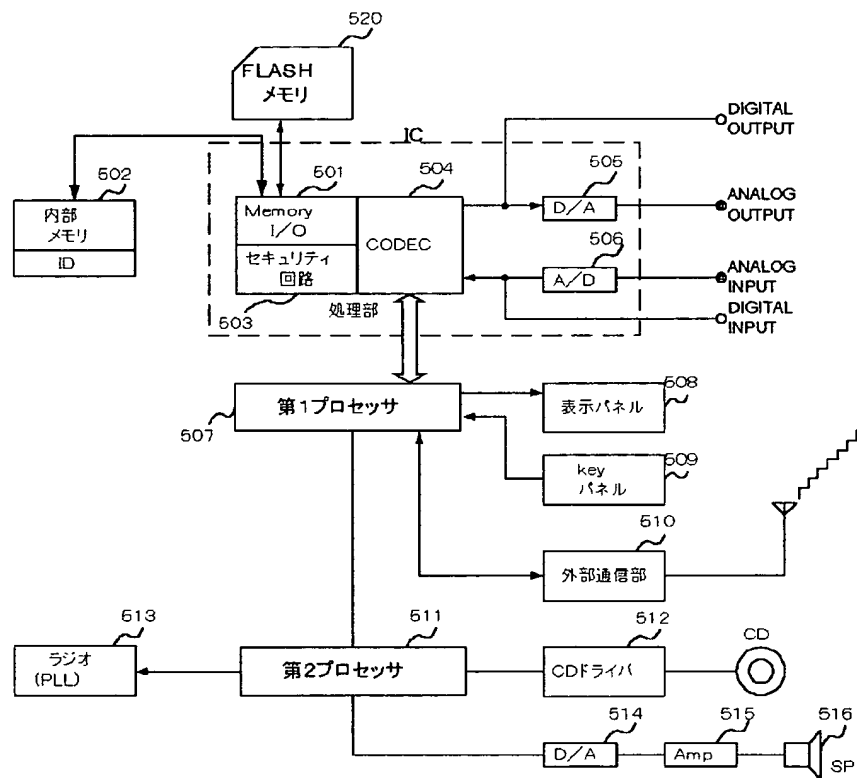 520
FLASH
メモリ
DIGITAL
OUTPUT
IC
502
501
504
505
内部
メモリ
ID
Memory
I/O
CODEC
D/A
ANALOG
OUTPUT
506
セキュリティ
回路
A/D
ANALOG
INPUT
503
処理部
DIGITAL
INPUT
507
第1プロセッサ
508
表示パネル
509
key
パネル
510
外部通信部
513
ラジオ
(PLL)
511
第2プロセッサ
512
CDドライバ
CD
514
D/A
515
Amp
516
SP